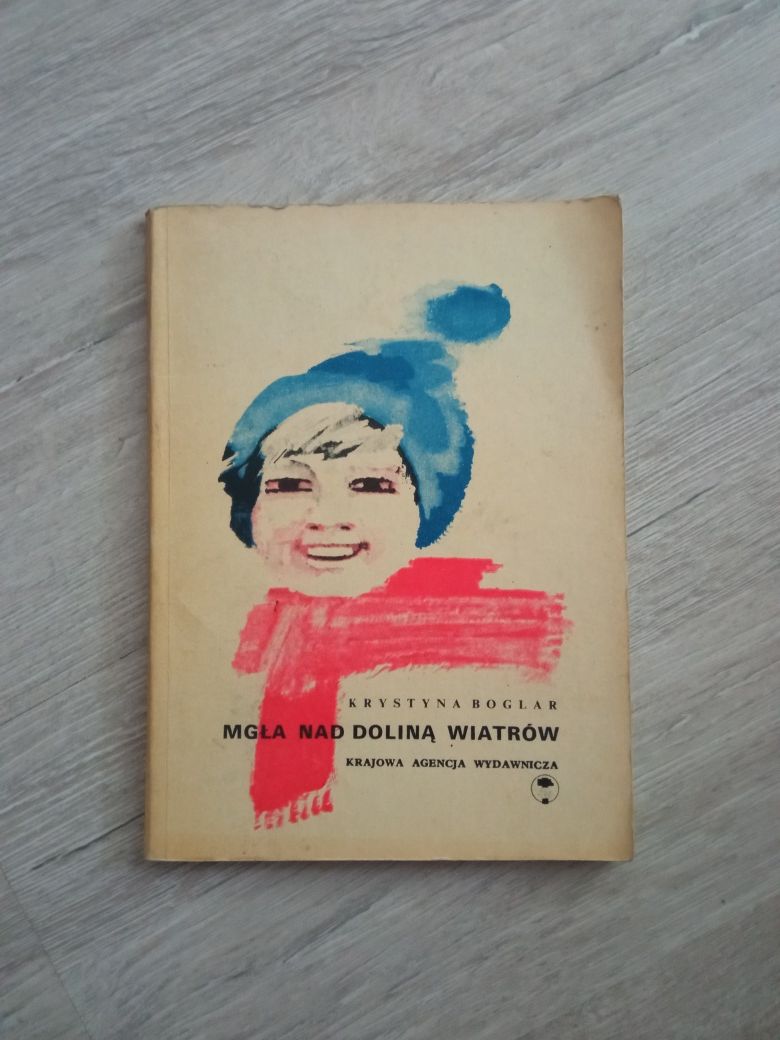 KRYSTYNA BOGLAR
MGŁA NAD DOLINĄ WIATRÓW
KRAJOWA AGENCJA WYDAWNICZA